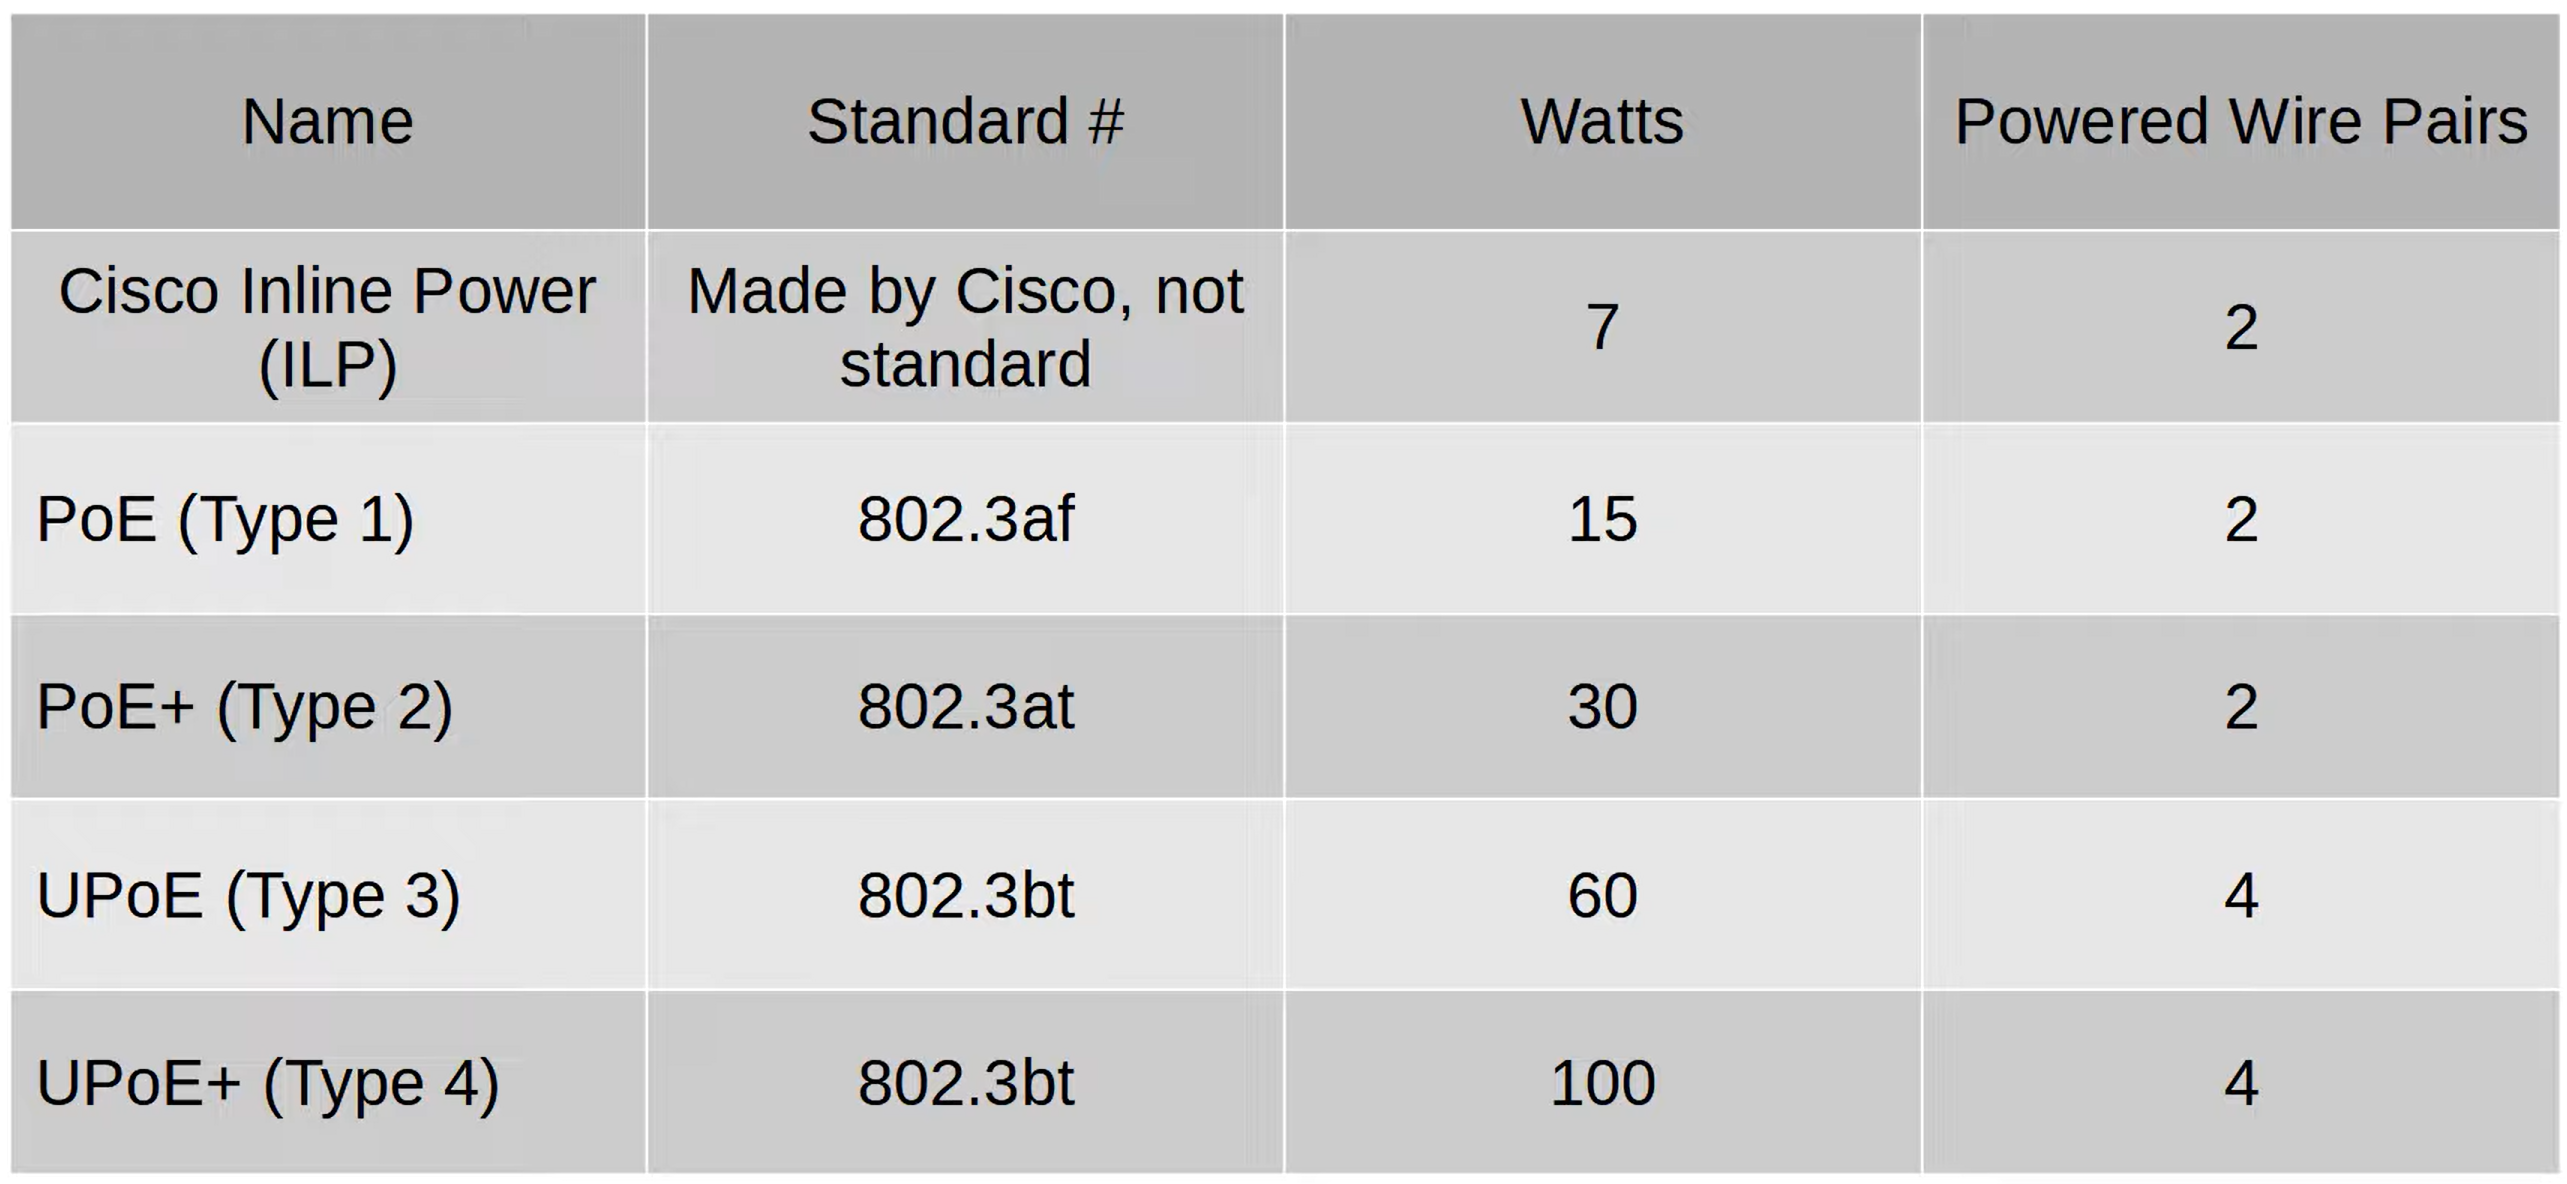 Name Standard # Watts Powered Wire Pairs
Cisco Inline Power
(ILP)
Made by Cisco, not
standard
7
2
PoE (Type 1) 802.3af 15 2
PoE+ (Type 2) 802.3at 30 2
UPoE (Type 3) 802.3bt 60 4
UPoE+ (Type 4) 802.3bt 100 4